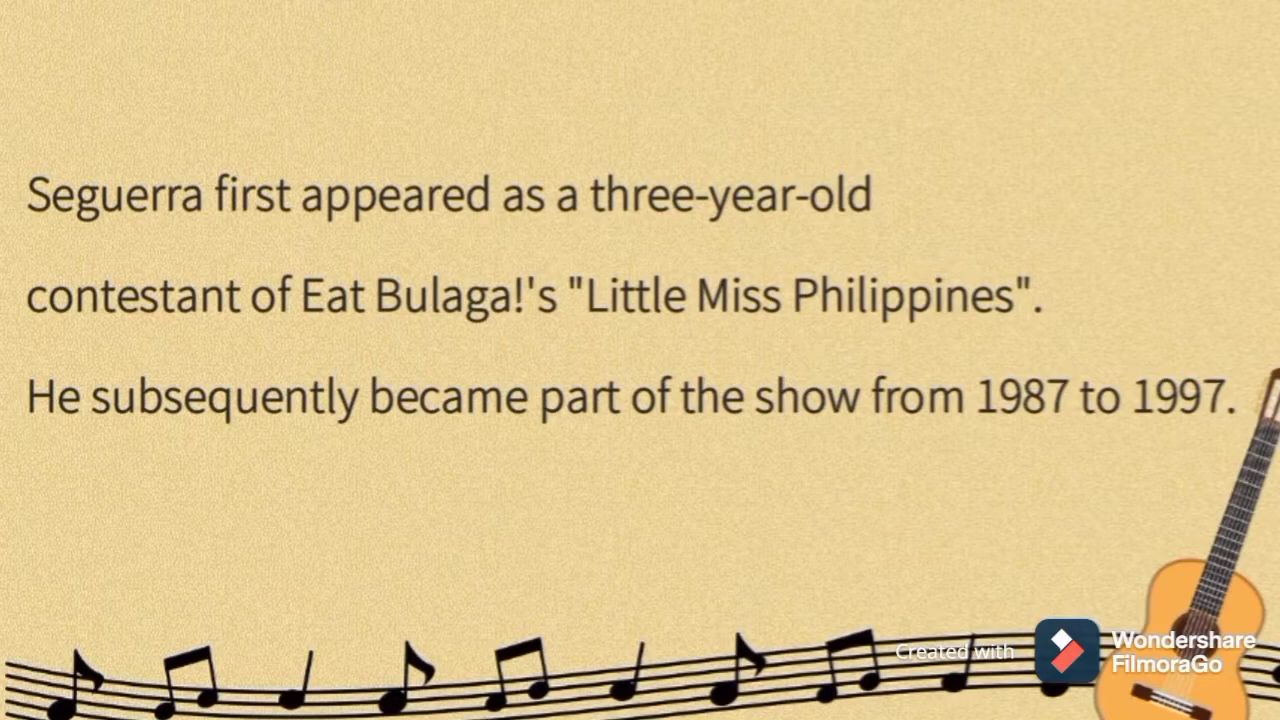 Seguerra first appeared as a three-year-old
contestant of Eat Bulaga!'s "Little Miss Philippines".
He subsequently became part of the show from 1987 to 1997.
Created with
Wondershare
FilmoraGo